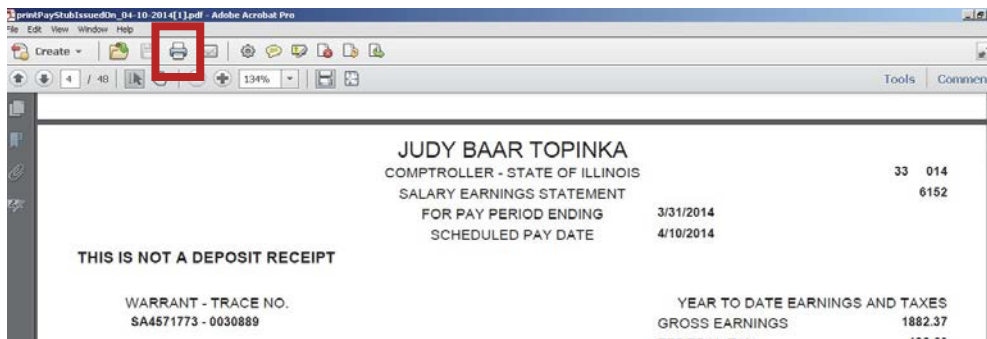 printPayStubIssuedOn_04-10-2014[1].pdf - Adobe Acrobat Pro
File Edit View Window Help
Create
4 / 48 134% Tools Commen
JUDY BAAR TOPINKA
COMPTROLLER - STATE OF ILLINOIS 33 014
SALARY EARNINGS STATEMENT 6152
FOR PAY PERIOD ENDING 3/31/2014
SCHEDULED PAY DATE 4/10/2014
THIS IS NOT A DEPOSIT RECEIPT
WARRANT - TRACE NO. YEAR TO DATE EARNINGS AND TAXES
SA4571773 - 0030889 GROSS EARNINGS 1882.37